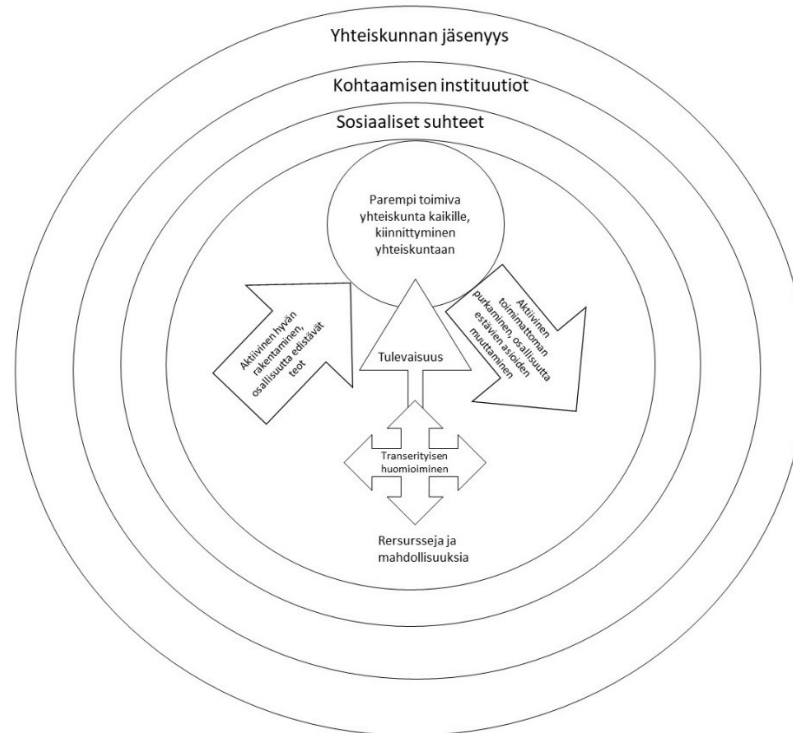 Yhteiskunnan jäsenyys
Kohtaamisen instituutiot
Sosiaaliset suhteet
Parempi toimiva
yhteiskunta kaikille,
kiinnittyminen
yhteiskuntaan
Aktiivinen hyvän
rakentaminen,
osallisuutta edistävät
teot
Aktiivinen
toimimattoman
purkaminen, osallisuutta
estävien asioiden
muuttaminen
Tulevaisuus
Transerityisen
huomioiminen
Rersursseja ja
mahdollisuuksia